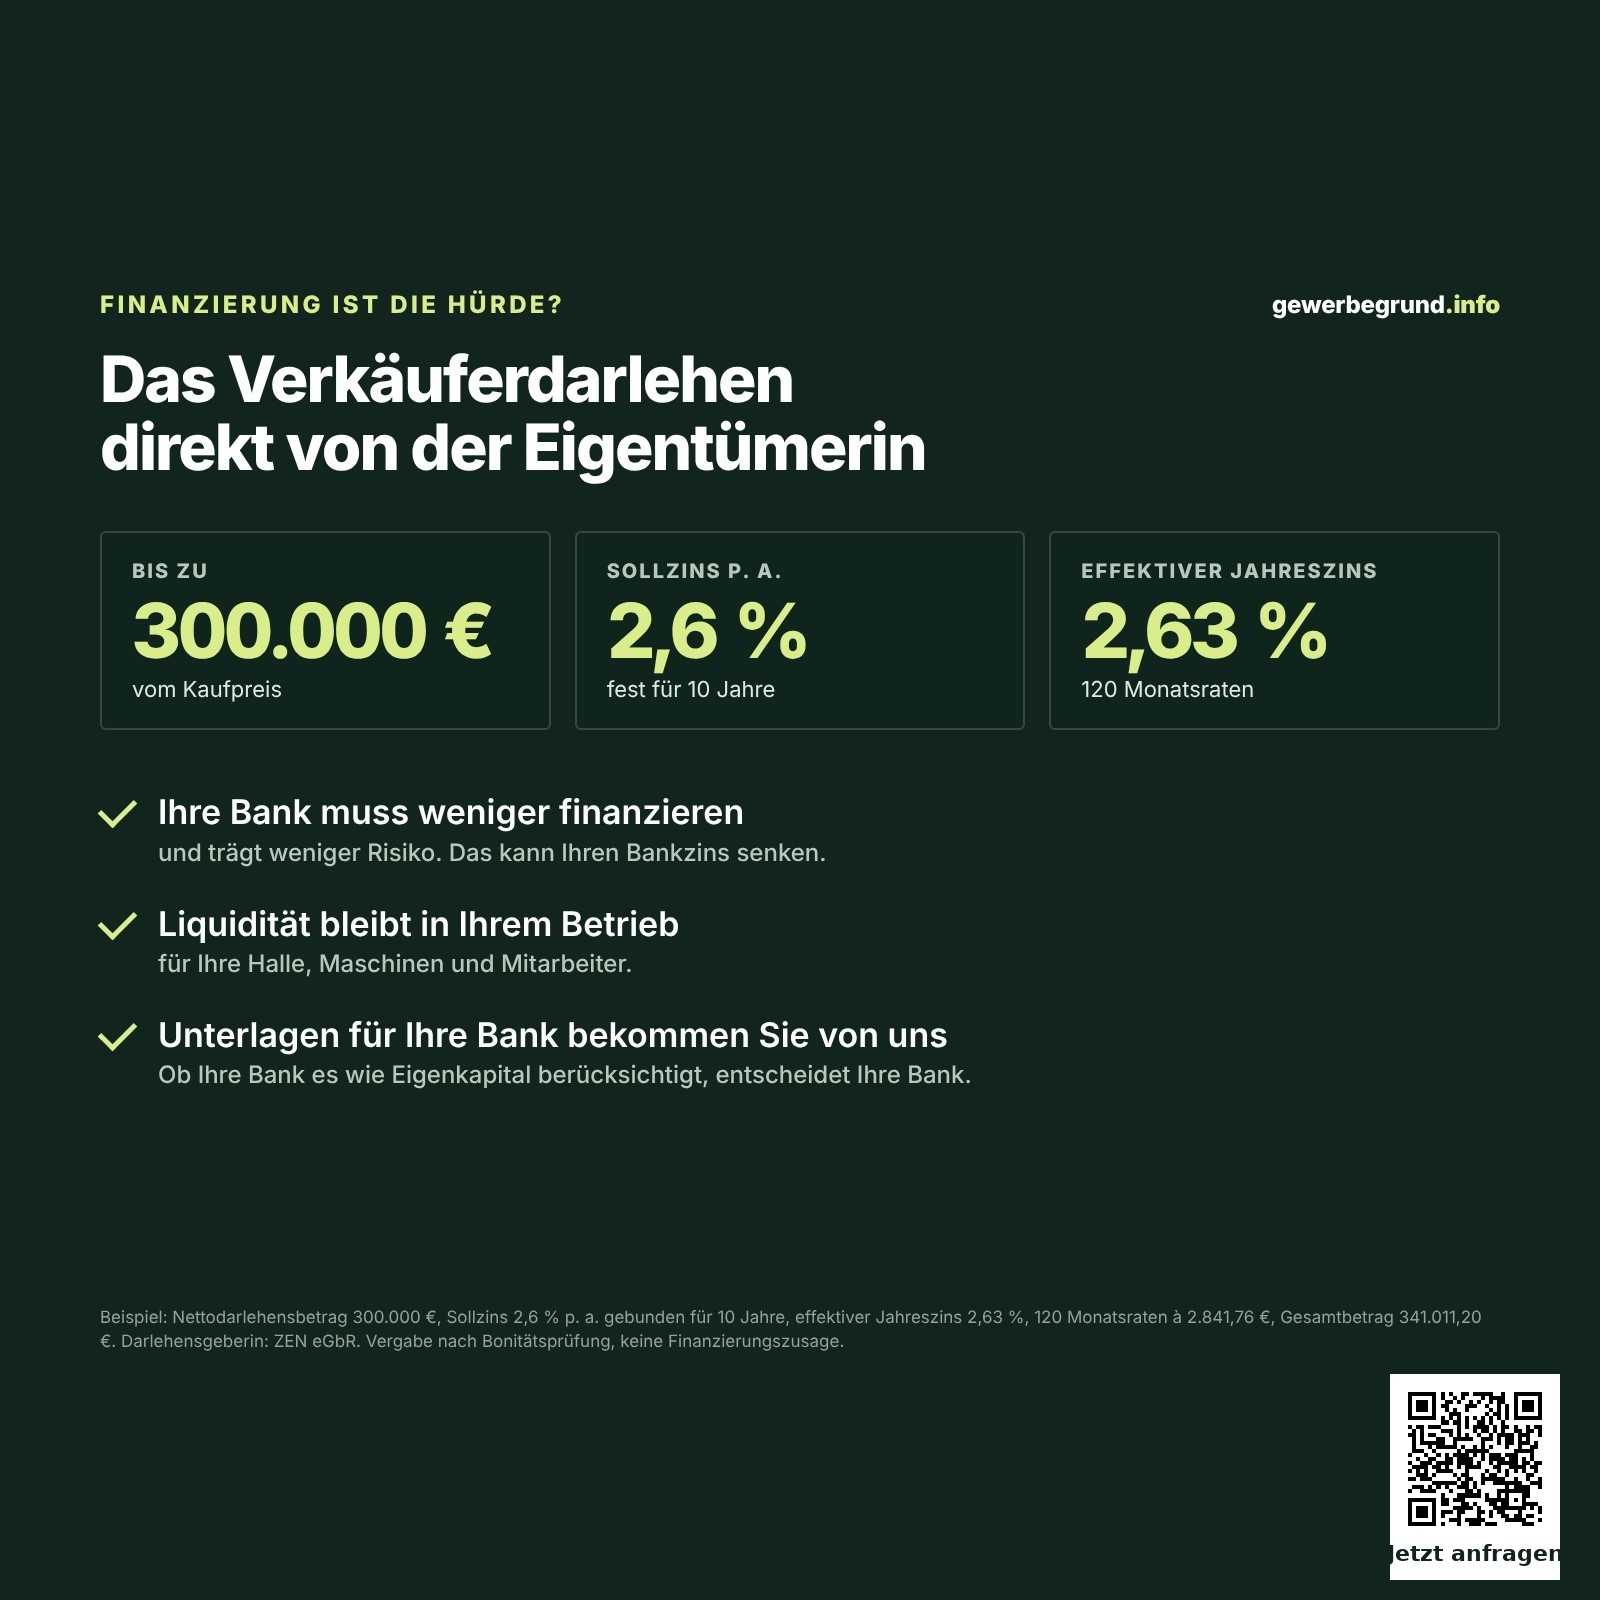 FINANZIERUNG IST DIE HÜRDE?
gewerbegrund.info
Das Verkäuferdarlehen
direkt von der Eigentümerin
BIS ZU
300.000 €
vom Kaufpreis
SOLLZINS P. A.
2,6 %
fest für 10 Jahre
EFFEKTIVER JAHRESZINS
2,63 %
120 Monatsraten
Ihre Bank muss weniger finanzieren
und trägt weniger Risiko. Das kann Ihren Bankzins senken.
Liquidität bleibt in Ihrem Betrieb
für Ihre Halle, Maschinen und Mitarbeiter.
Unterlagen für Ihre Bank bekommen Sie von uns
Ob Ihre Bank es wie Eigenkapital berücksichtigt, entscheidet Ihre Bank.
Beispiel: Nettodarlehensbetrag 300.000 €, Sollzins 2,6 % p. a. gebunden für 10 Jahre, effektiver Jahreszins 2,63 %, 120 Monatsraten à 2.841,76 €, Gesamtbetrag 341.011,20
€. Darlehensgeberin: ZEN eGbR. Vergabe nach Bonitätsprüfung, keine Finanzierungszusage.
Jetzt anfragen